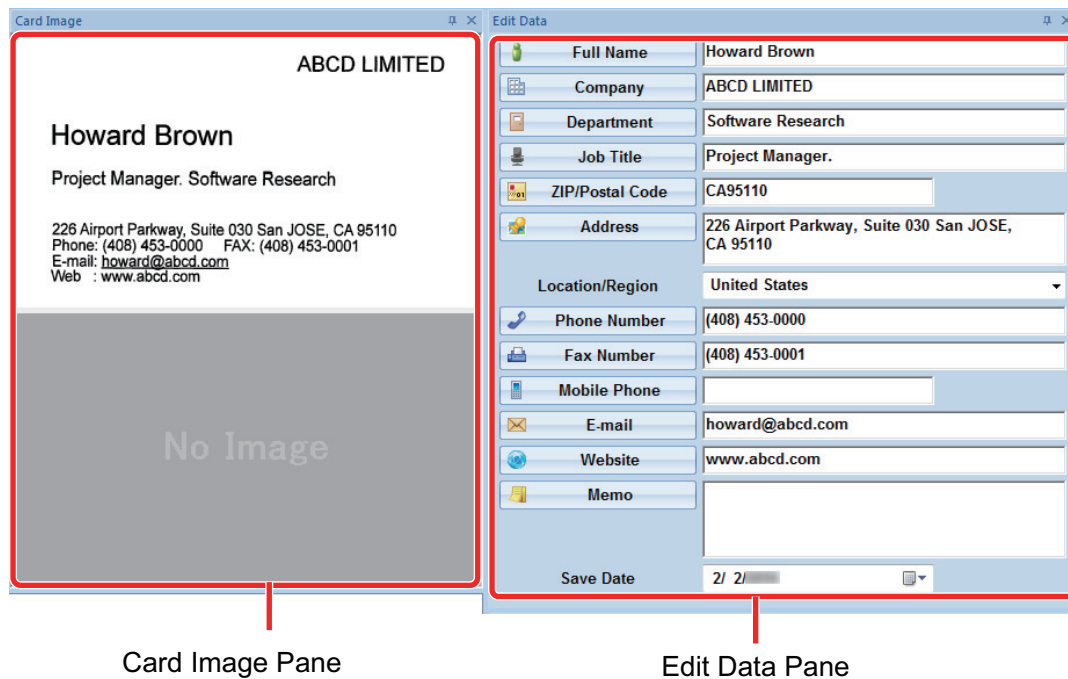 Card Image
ABCD LIMITED
Howard Brown
Project Manager. Software Research
226 Airport Parkway, Suite 030 San JOSE, CA 95110
Phone: (408) 453-0000 FAX: (408) 453-0001
E-mail: howard@abcd.com
Web : www.abcd.com
No Image
Edit Data
Full Name Howard Brown
Company ABCD LIMITED
Department Software Research
Job Title Project Manager.
ZIP/Postal Code CA95110
Address 226 Airport Parkway, Suite 030 San JOSE,
CA 95110
Location/Region United States
Phone Number (408) 453-0000
Fax Number (408) 453-0001
Mobile Phone
E-mail howard@abcd.com
Website www.abcd.com
Memo
Save Date 2/ 2/
Card Image Pane
Edit Data Pane